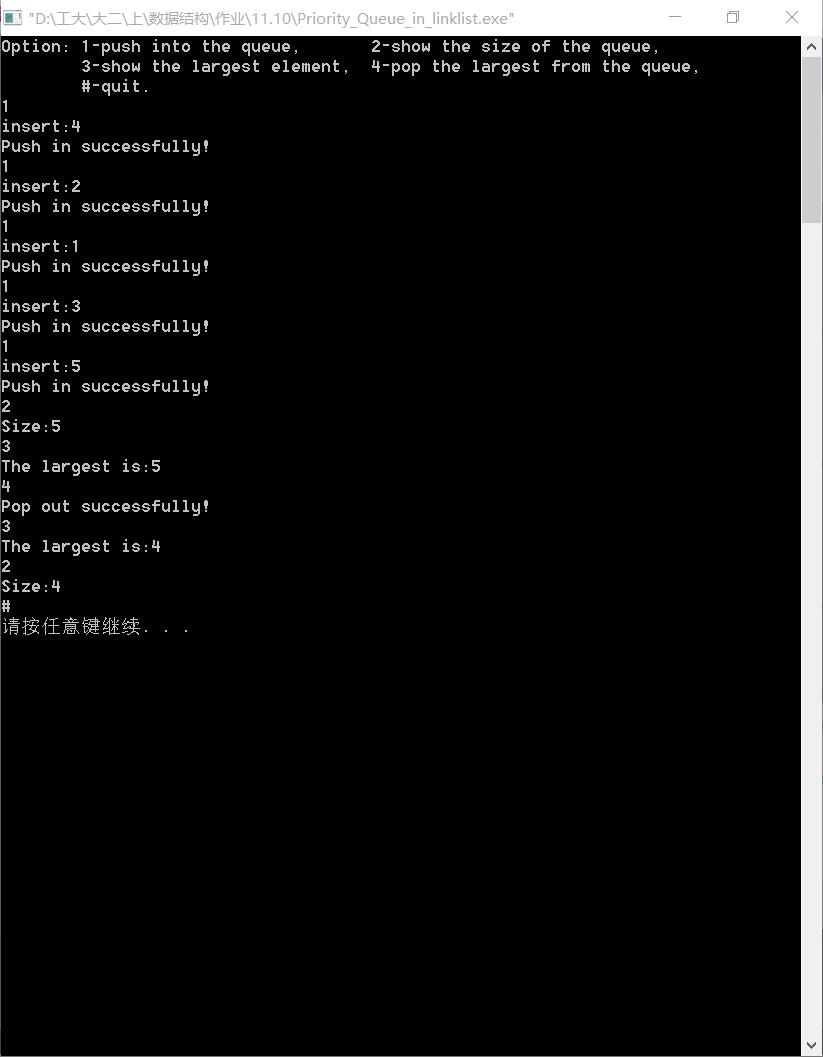 "D:\工大\大二\上\数据结构\作业\11.10\Priority_Queue_in_linklist.exe"
Option: 1-push into the queue,       2-show the size of the queue,
        3-show the largest element,  4-pop the largest from the queue,
        #-quit.
1
insert:4
Push in successfully!
1
insert:2
Push in successfully!
1
insert:1
Push in successfully!
1
insert:3
Push in successfully!
1
insert:5
Push in successfully!
2
Size:5
3
The largest is:5
4
Pop out successfully!
3
The largest is:4
2
Size:4
#
请按任意键继续. . .